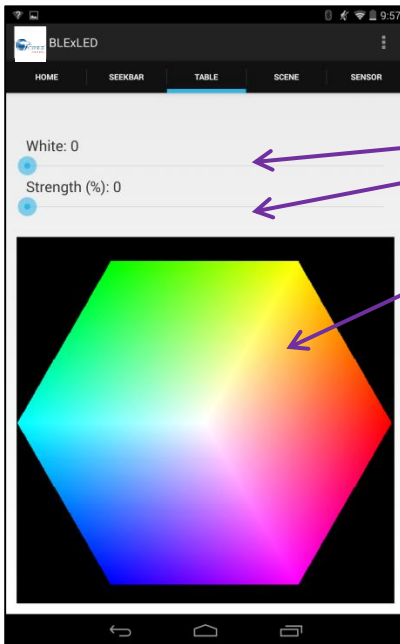 9:57
BLExLED
HOME SEEKBAR TABLE SCENE SENSOR
White: 0
Strength (%): 0